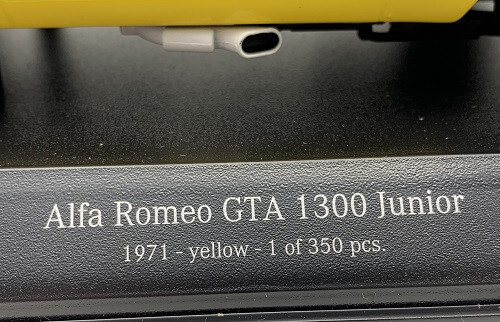 Alfa Romeo GTA 1300 Junior
1971 - yellow - 1 of 350 pcs.